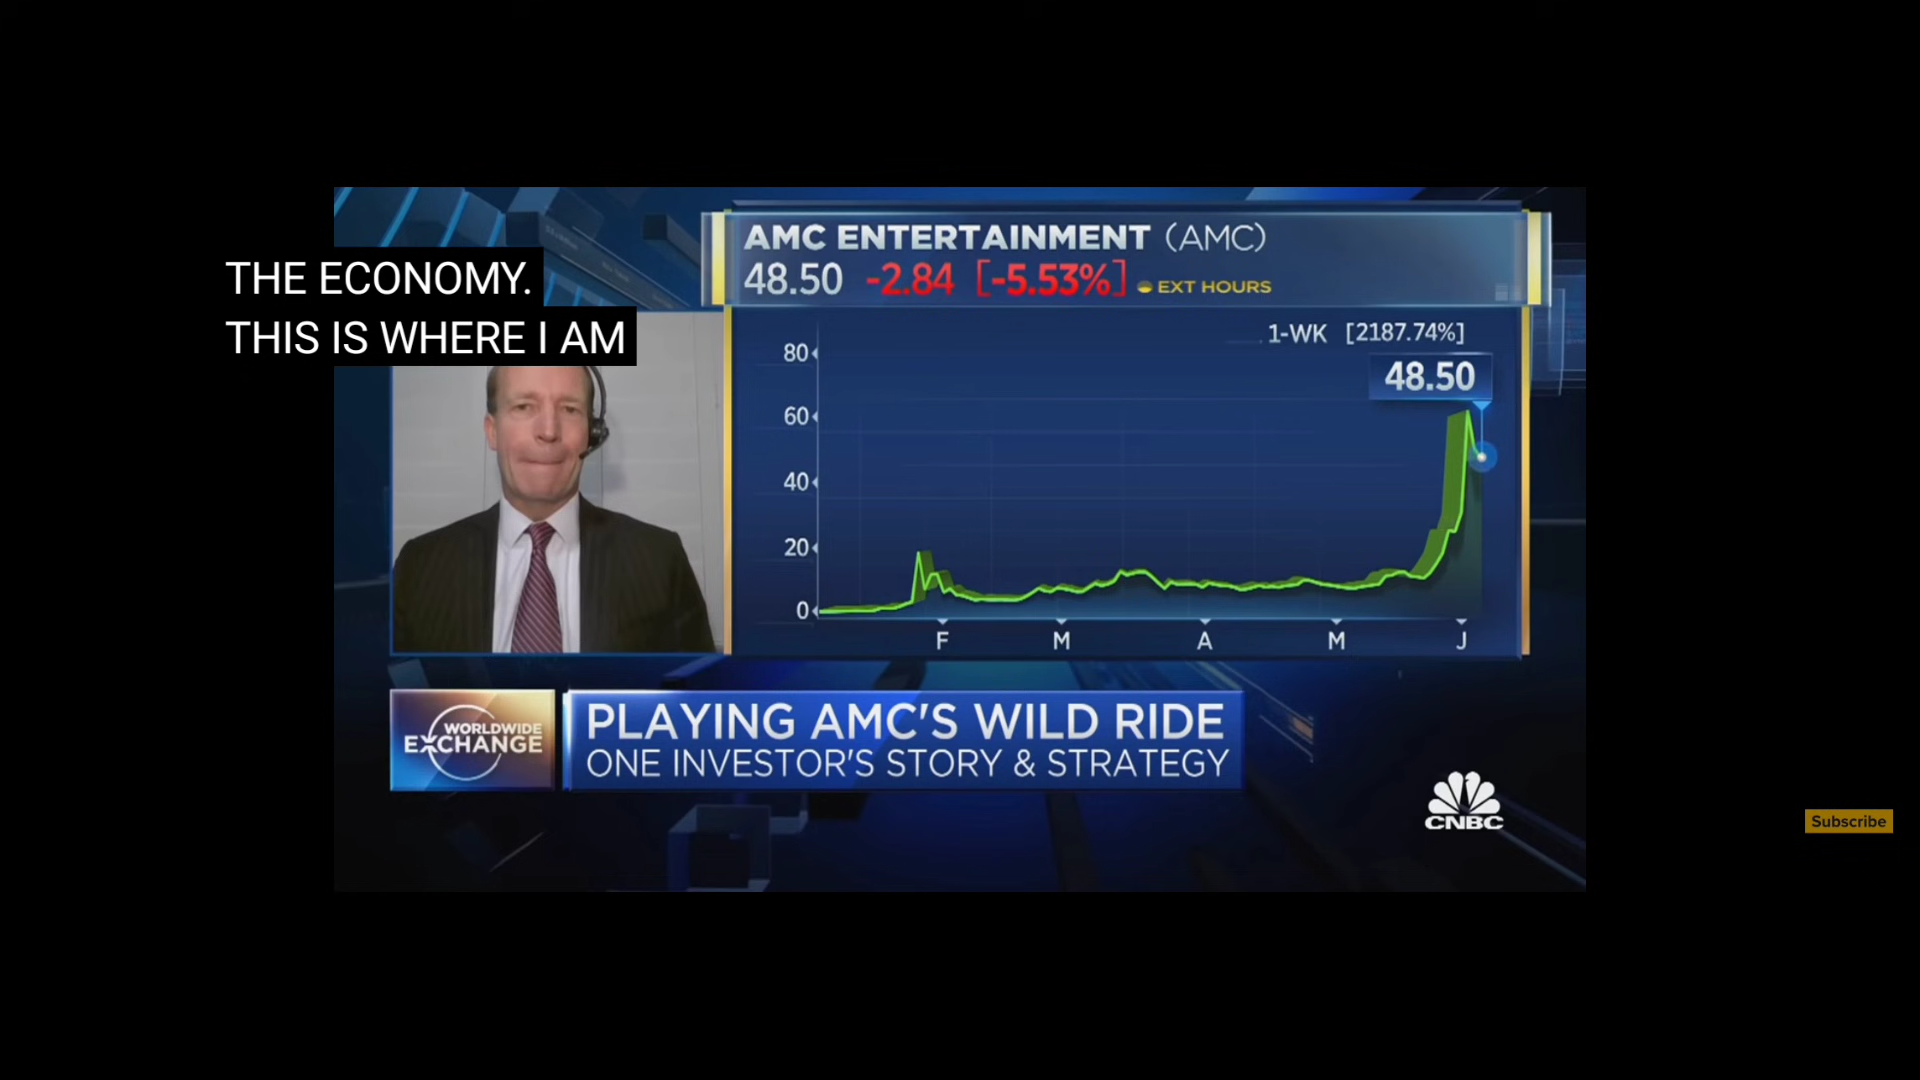 AMC ENTERTAINMENT (AMC)
48.50 -2.84 [-5.53%] EXT HOURS
THE ECONOMY.
THIS IS WHERE I AM
1-WK [2187.74%]
48.50
80
60
40
20
0
F M A M J
WORLDWIDE
EXCHANGE
PLAYING AMC'S WILD RIDE
ONE INVESTOR'S STORY & STRATEGY
CNBC
Subscribe